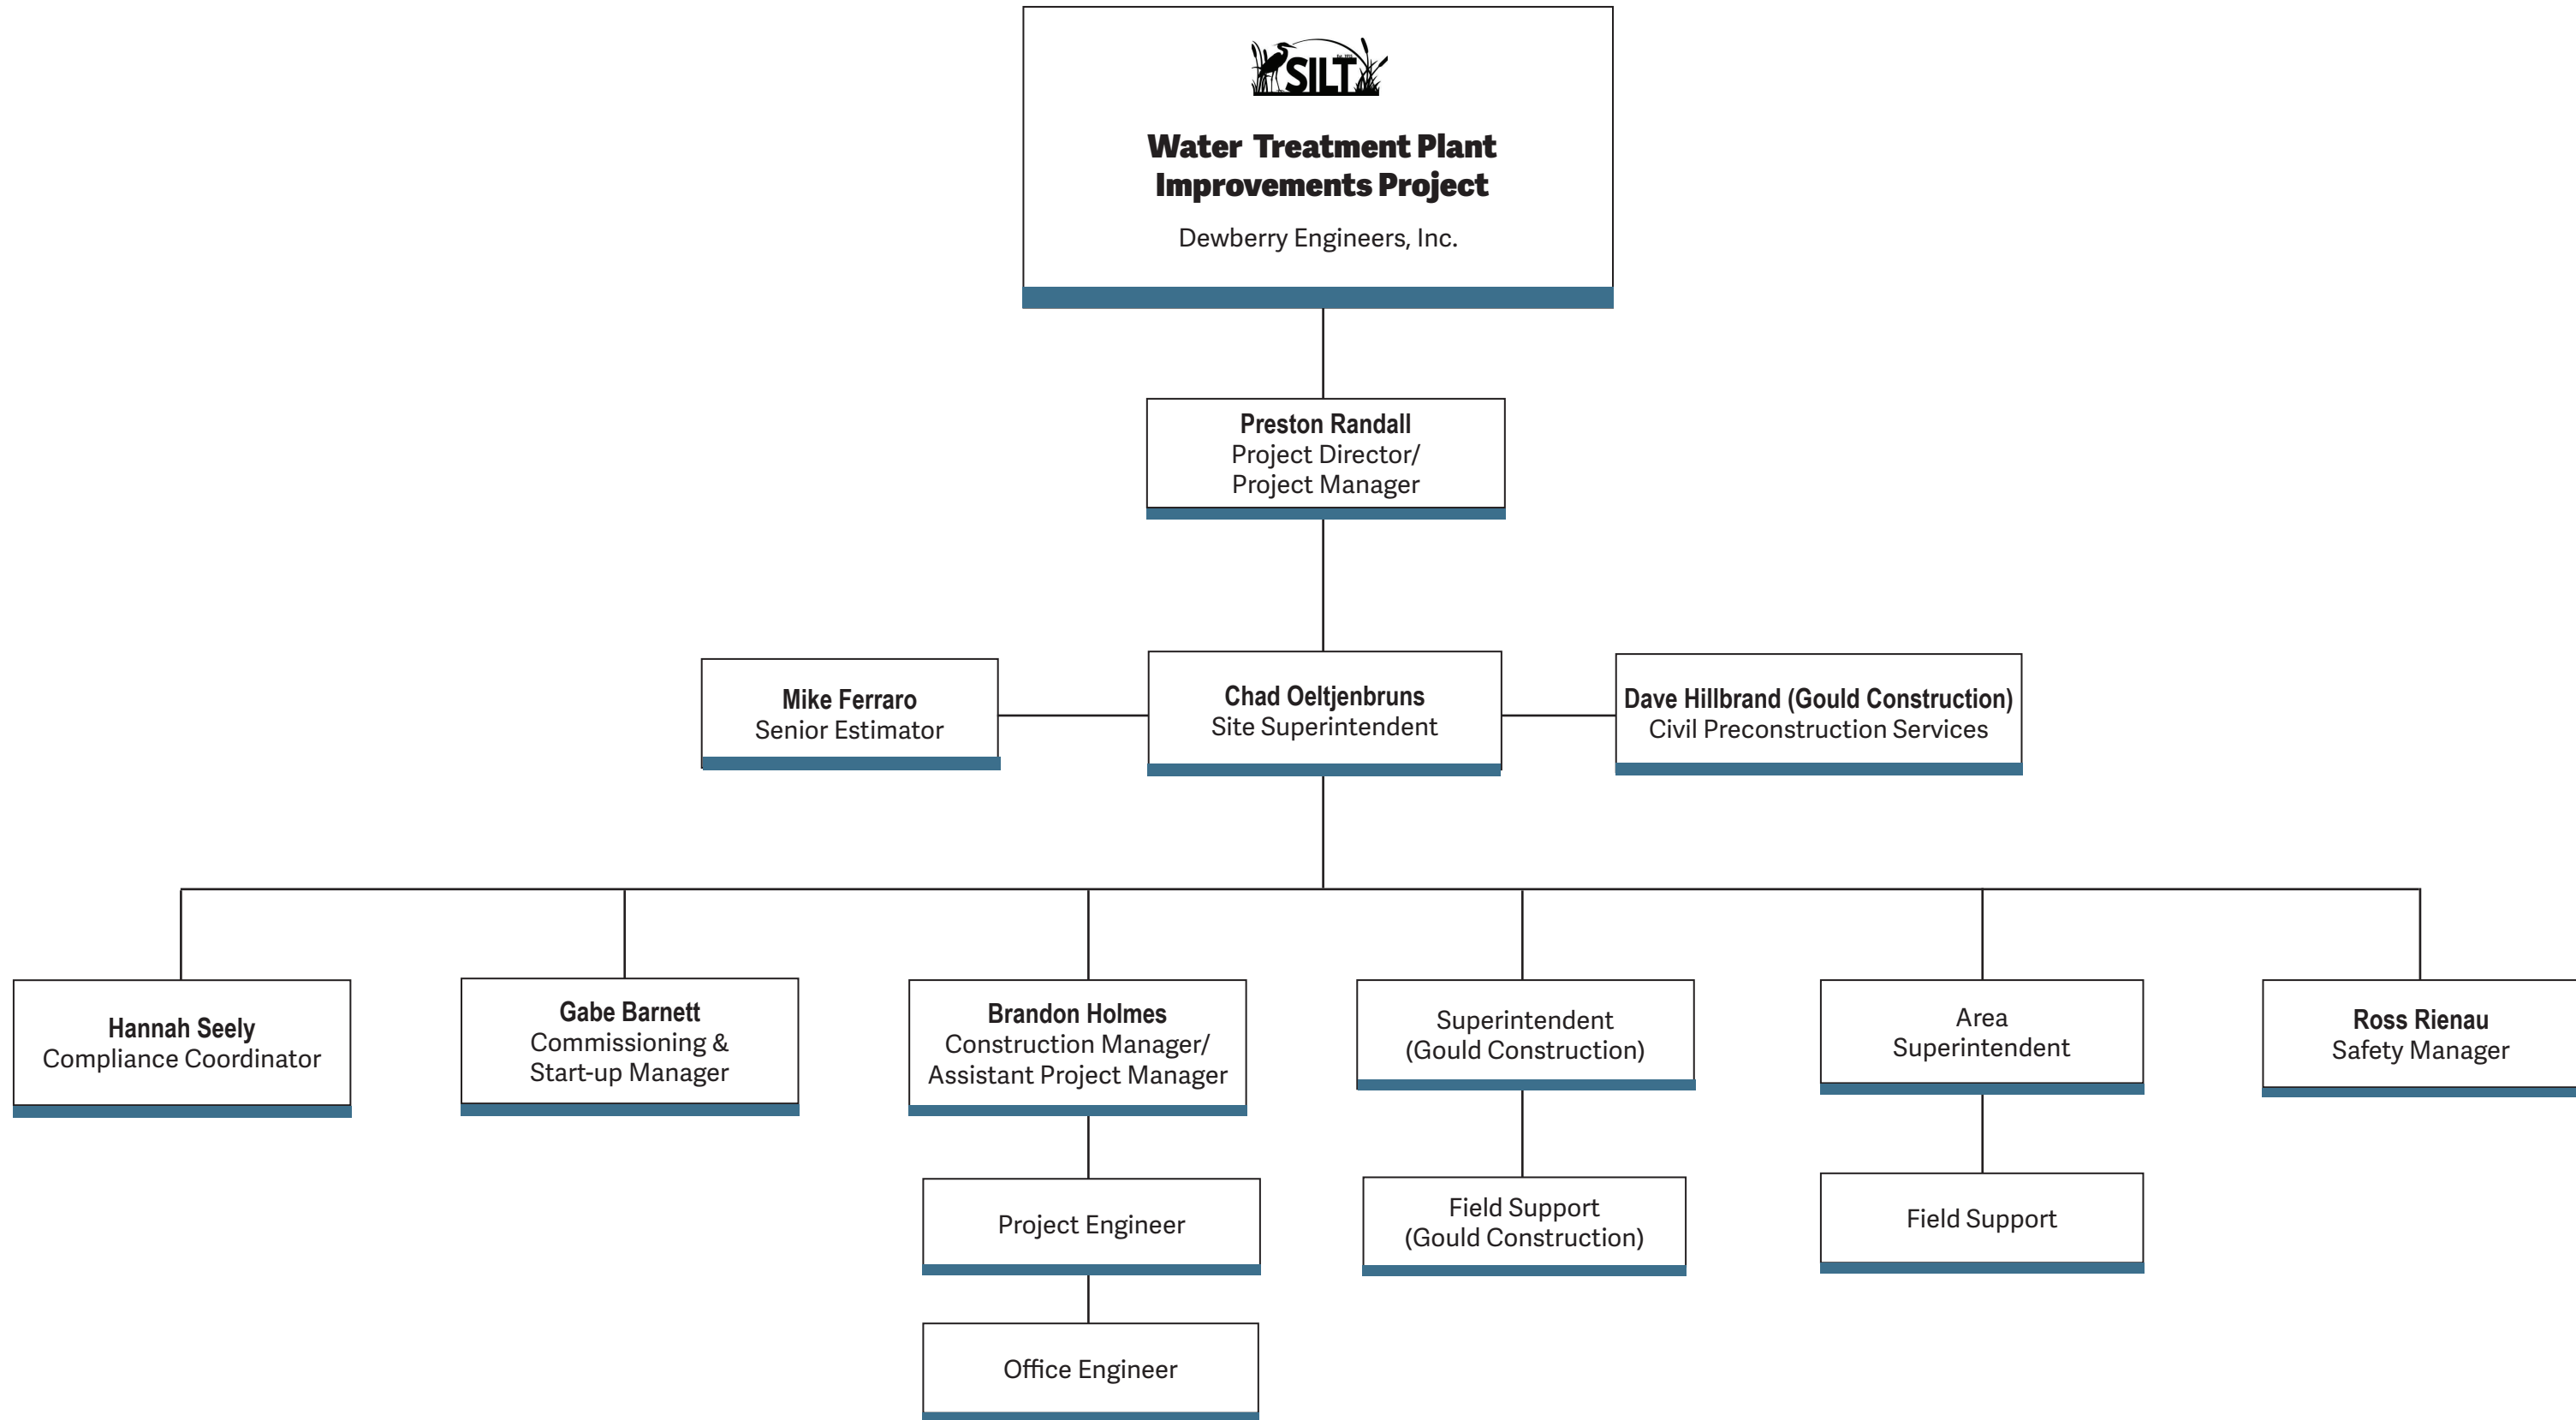 SILT
Water Treatment Plant
Improvements Project
Dewberry Engineers, Inc.
Preston Randall
Project Director/
Project Manager
Mike Ferraro
Senior Estimator
Chad Oeltjenbruns
Site Superintendent
Dave Hillbrand (Gould Construction)
Civil Preconstruction Services
Hannah Seely
Compliance Coordinator
Gabe Barnett
Commissioning &
Start-up Manager
Brandon Holmes
Construction Manager/
Assistant Project Manager
Superintendent
(Gould Construction)
Area
Superintendent
Ross Rienau
Safety Manager
Project Engineer
Field Support
(Gould Construction)
Field Support
Office Engineer